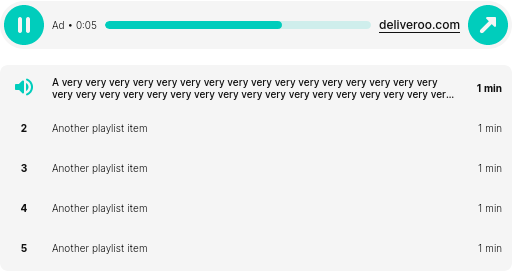 Ad • 0:05
deliveroo.com
A very very very very very very very very very very very very very very very very
very very very very very very very very very very very very very very very very ver...
1 min
2 Another playlist item 1 min
3 Another playlist item 1 min
4 Another playlist item 1 min
5 Another playlist item 1 min